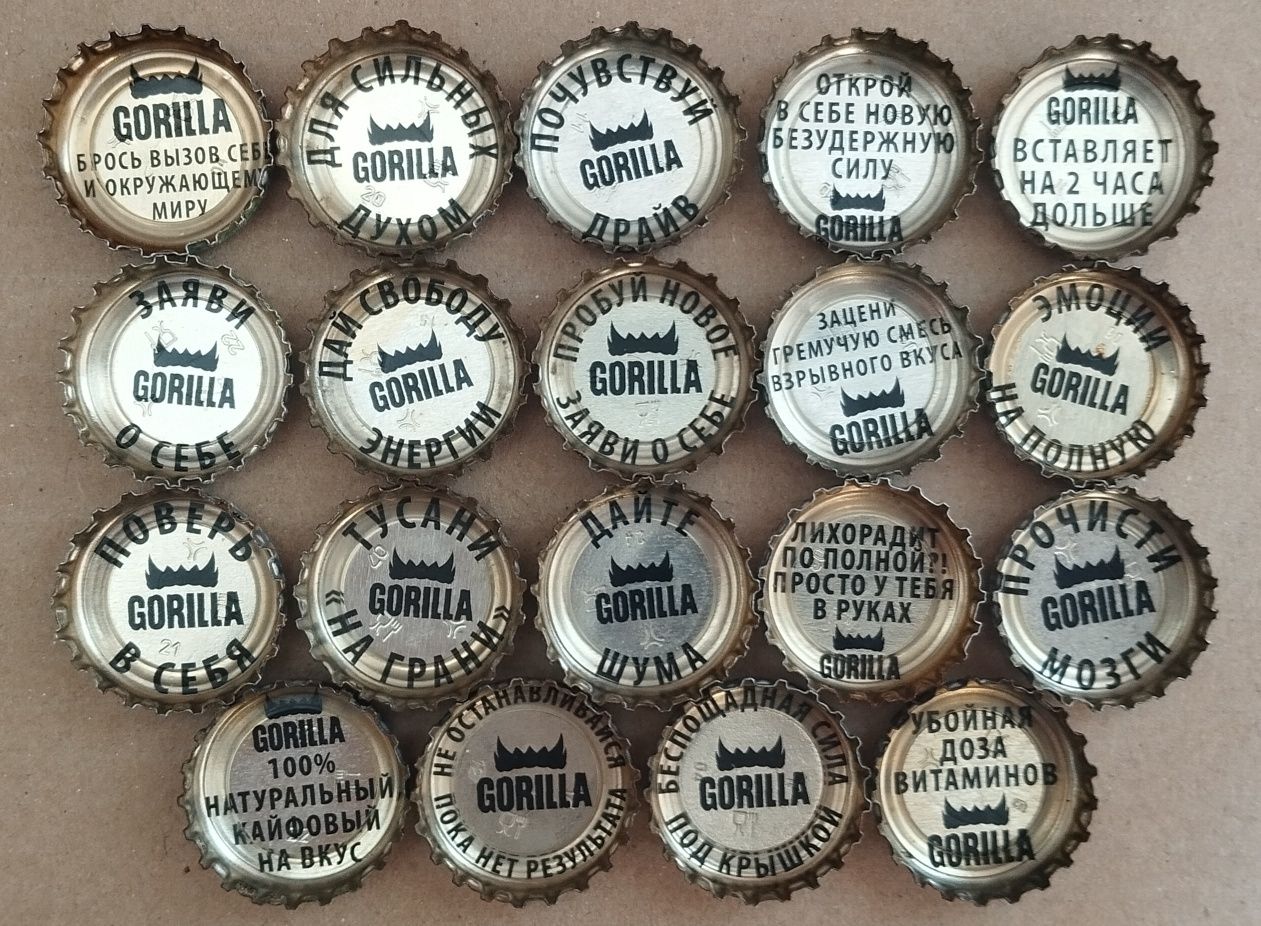 GORILLA
БРОСЬ ВЫЗОВ СЕБЕ
И ОКРУЖАЮЩЕМУ
МИРУ
ДЛЯ СИЛЬНЫХ
GORILLA
20
ДУХОМ
ПОЧУВСТВУЙ
GORILLA
ДРАЙВ
ОТКРОЙ
В СЕБЕ НОВУЮ
БЕЗУДЕРЖНУЮ
СИЛУ
GORILLA
GORILLA
ВСТАВЛЯЕТ
НА 2 ЧАСА
ДОЛЬШЕ
ЗАЯВИ
22
GORILLA
О СЕБЕ
ДАЙ СВОБОДУ
GORILLA
ЭНЕРГИИ
ПРОБУЙ НОВОЕ
GORILLA
ЗАЯВИ О СЕБЕ
ЗАЦЕНИ
ГРЕМУЧУЮ СМЕСЬ
ВЗРЫВНОГО ВКУСА
GORILLA
ЭМОЦИИ
GORILLA
НА ПОЛНУЮ
ПОВЕРЬ
GORILLA
21
В СЕБЯ
ТУСАНИ
GORILLA
«НА ГРАНИ»
ДАЙТЕ
GORILLA
ШУМА
ЛИХОРАДИТ
ПО ПОЛНОЙ?!
ПРОСТО У ТЕБЯ
В РУКАХ
GORILLA
ПРОЧИСТИ
GORILLA
МОЗГИ
GORILLA
100%
НАТУРАЛЬНЫЙ
КАЙФОВЫЙ
НА ВКУС
НЕ ОСТАНАВЛИВАЙСЯ
GORILLA
ПОКА НЕТ РЕЗУЛЬТАТА
БЕСПОЩАДНАЯ СИЛА
GORILLA
ПОД КРЫШКОЙ
УБОЙНАЯ
ДОЗА
ВИТАМИНОВ
GORILLA